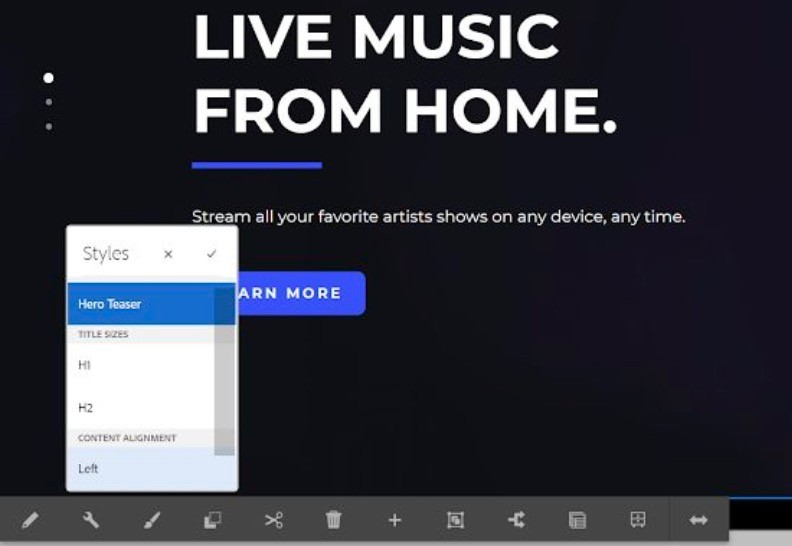 LIVE MUSIC
FROM HOME.
Stream all your favorite artists shows on any device, any time.
ARN MORE
Styles
Hero Teaser
TITLE SIZES
H1
H2
CONTENT ALIGNMENT
Left